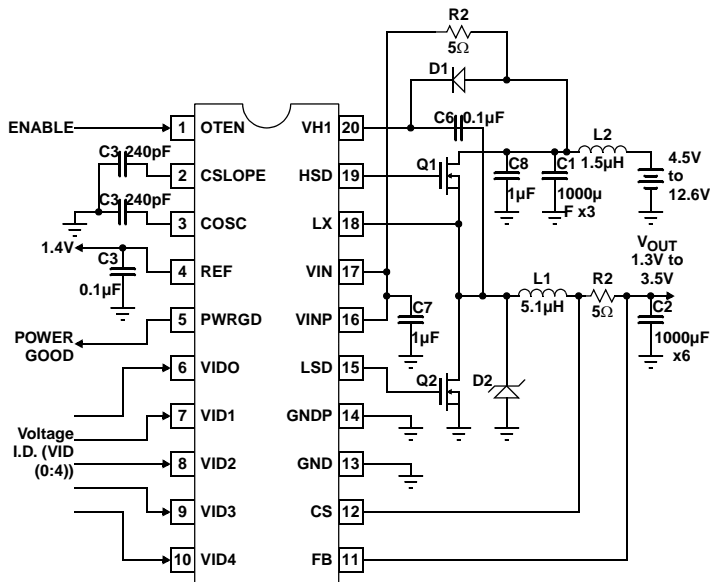 R2
5Ω
D1
ENABLE
1 OTEN
VH1 20
C6 0.1µF
C3 240pF
2 CSLOPE
HSD 19
Q1
C8
1µF
C1
1000µ
F x3
L2
1.5µH
4.5V
to
12.6V
C3 240pF
3 COSC
LX 18
1.4V
C3
0.1µF
4 REF
VIN 17
VOUT
1.3V to
3.5V
L1
5.1µH
R2
5Ω
C2
1000µF
x6
5 PWRGD
VINP 16
C7
1µF
POWER
GOOD
6 VIDO
LSD 15
Q2
D2
7 VID1
GNDP 14
Voltage
I.D. (VID
(0:4))
8 VID2
GND 13
9 VID3
CS 12
10 VID4
FB 11